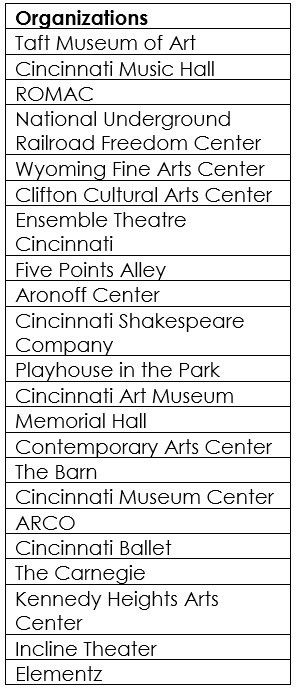 Organizations
Taft Museum of Art
Cincinnati Music Hall
ROMAC
National Underground
Railroad Freedom Center
Wyoming Fine Arts Center
Clifton Cultural Arts Center
Ensemble Theatre
Cincinnati
Five Points Alley
Aronoff Center
Cincinnati Shakespeare
Company
Playhouse in the Park
Cincinnati Art Museum
Memorial Hall
Contemporary Arts Center
The Barn
Cincinnati Museum Center
ARCO
Cincinnati Ballet
The Carnegie
Kennedy Heights Arts
Center
Incline Theater
Elementz